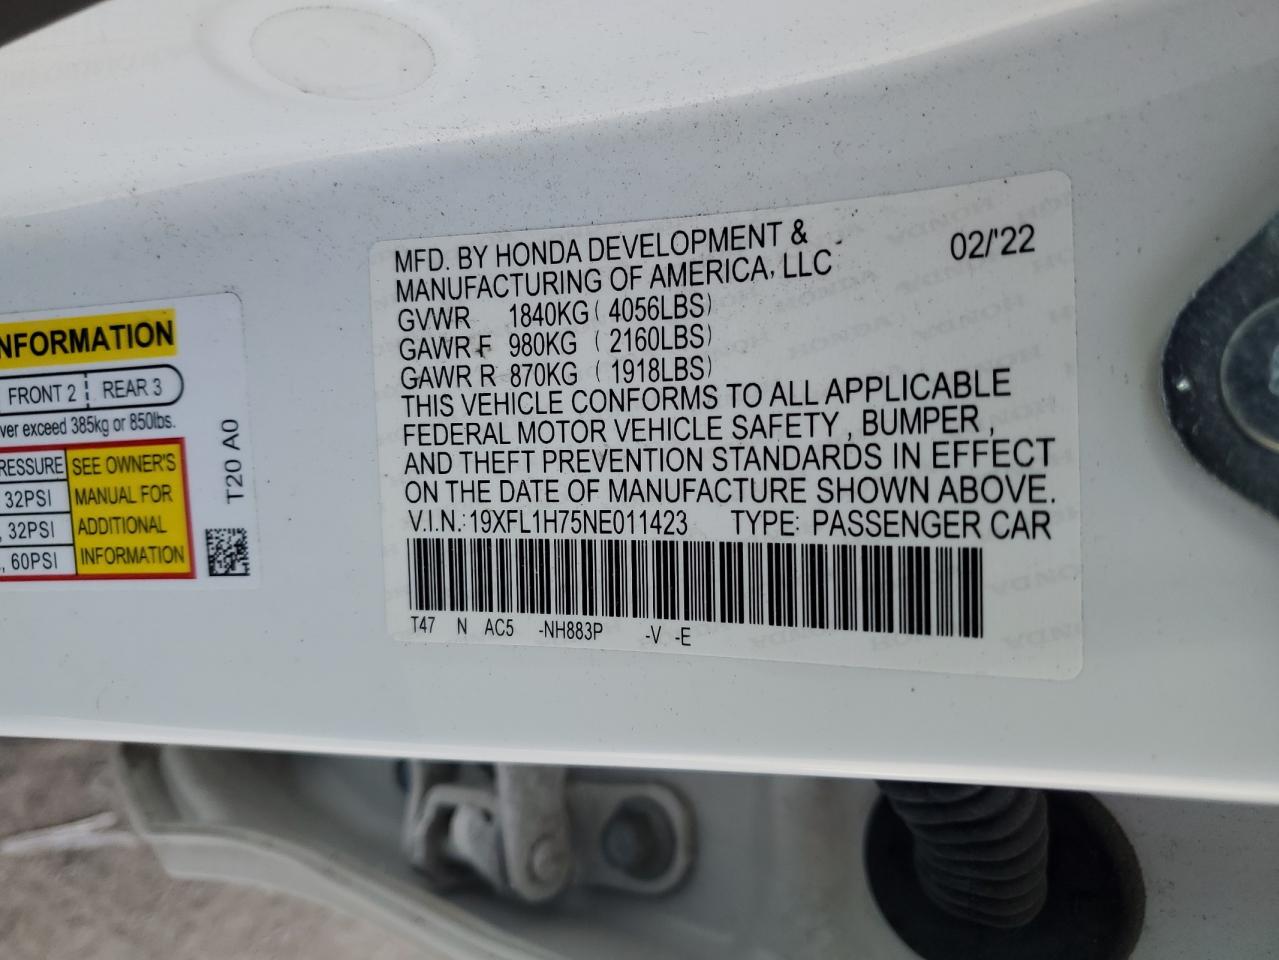 NFORMATION
FRONT 2 REAR 3
ver exceed 385kg or 850lbs.
RESSURE
32PSI
, 32PSI
, 60PSI
SEE OWNER'S
MANUAL FOR
ADDITIONAL
INFORMATION
T20 A0
MFD. BY HONDA DEVELOPMENT &
MANUFACTURING OF AMERICA, LLC
02/'22
GVWR 1840KG ( 4056LBS)
GAWR F 980KG ( 2160LBS)
GAWR R 870KG ( 1918LBS)
THIS VEHICLE CONFORMS TO ALL APPLICABLE
FEDERAL MOTOR VEHICLE SAFETY , BUMPER ,
AND THEFT PREVENTION STANDARDS IN EFFECT
ON THE DATE OF MANUFACTURE SHOWN ABOVE.
V.I.N.: 19XFL1H75NE011423 TYPE: PASSENGER CAR
T47 N AC5 -NH883P -V -E